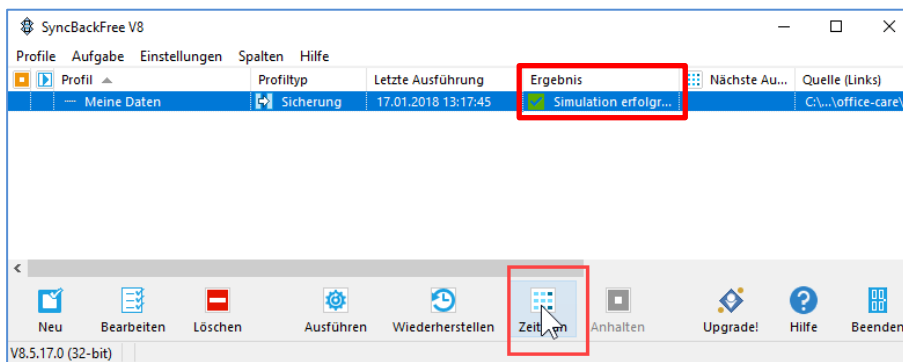 SyncBackFree V8
Profile Aufgabe Einstellungen Spalten Hilfe
Profil Profiltyp Letzte Ausführung Ergebnis Nächste Au... Quelle (Links)
Meine Daten Sicherung 17.01.2018 13:17:45 Simulation erfolgr... C:\...\office-care\
Neu Bearbeiten Löschen Ausführen Wiederherstellen Anhalten Upgrade! Hilfe Beenden
V8.5.17.0 (32-bit)